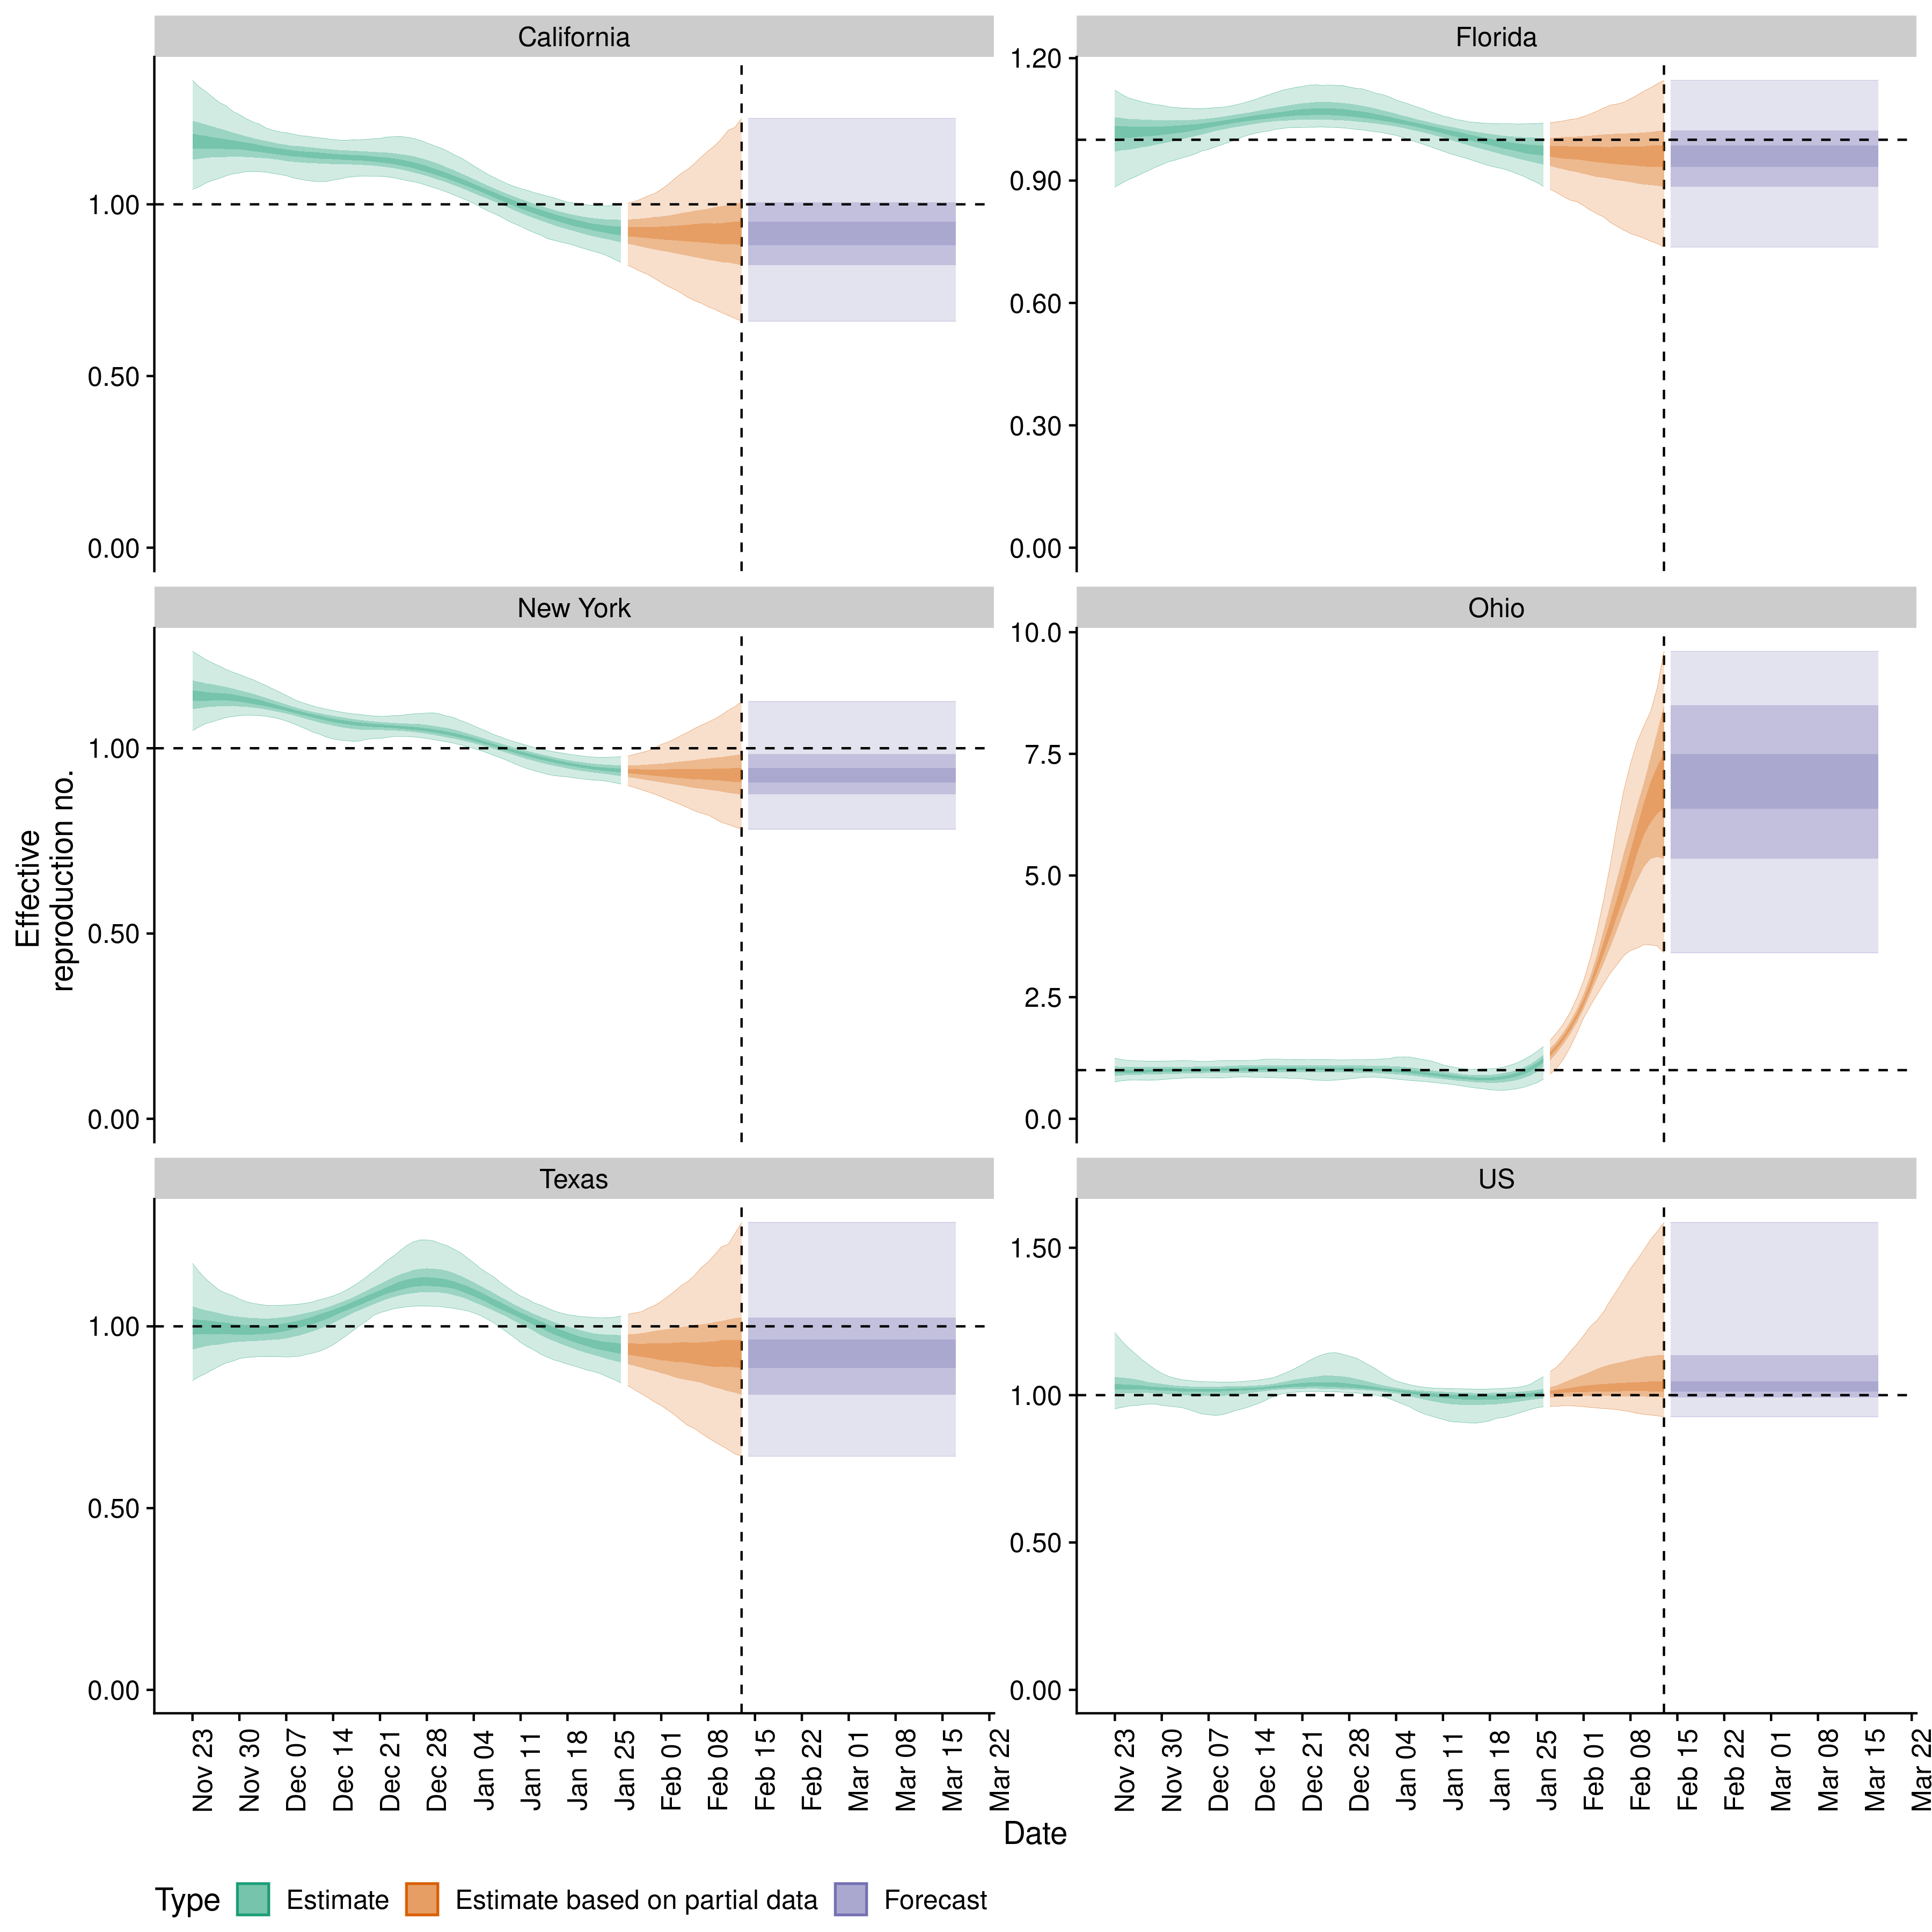 California
Florida
1.00
0.50
0.00
1.20
0.90
0.60
0.30
0.00
New York
Ohio
1.00
0.50
0.00
10.0
7.5
5.0
2.5
0.0
Texas
US
1.00
0.50
0.00
1.50
1.00
0.50
0.00
Effective
reproduction no.
Nov 23
Nov 30
Dec 07
Dec 14
Dec 21
Dec 28
Jan 04
Jan 11
Jan 18
Jan 25
Feb 01
Feb 08
Feb 15
Feb 22
Mar 01
Mar 08
Mar 15
Mar 22
Nov 23
Nov 30
Dec 07
Dec 14
Dec 21
Dec 28
Jan 04
Jan 11
Jan 18
Jan 25
Feb 01
Feb 08
Feb 15
Feb 22
Mar 01
Mar 08
Mar 15
Mar 22
Date
Type Estimate Estimate based on partial data Forecast